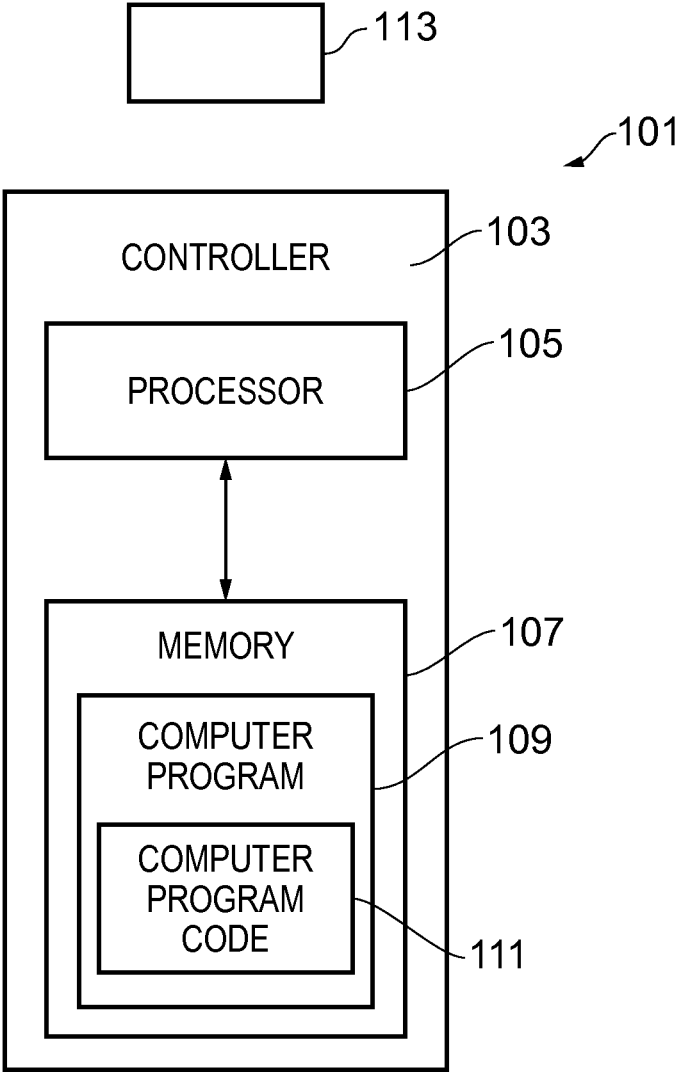 113
101
CONTROLLER
103
PROCESSOR
105
MEMORY
107
COMPUTER
PROGRAM
109
COMPUTER
PROGRAM
CODE
111